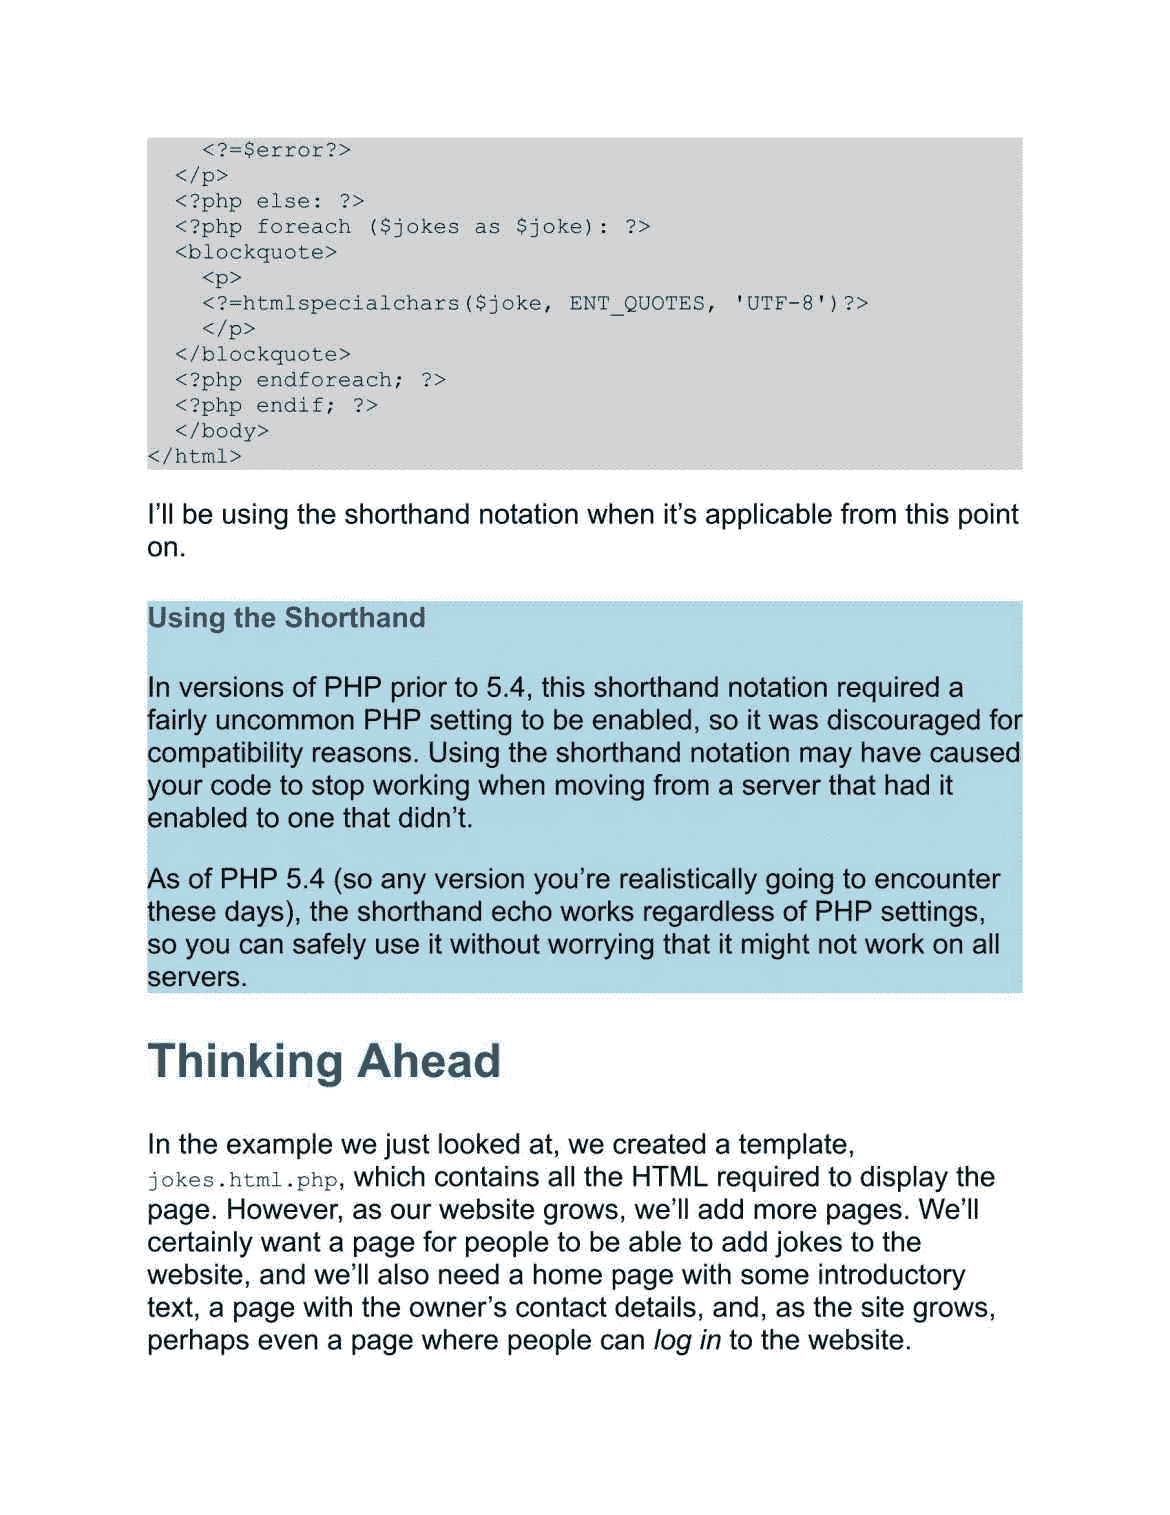 <?=$error?>
  </p>
  <?php else: ?>
  <?php foreach ($jokes as $joke): ?>
  <blockquote>
    <p>
    <?=htmlspecialchars($joke, ENT_QUOTES, 'UTF-8')?>
    </p>
  </blockquote>
  <?php endforeach; ?>
  <?php endif; ?>
  </body>
</html>
I’ll be using the shorthand notation when it’s applicable from this point
on.
Using the Shorthand
In versions of PHP prior to 5.4, this shorthand notation required a
fairly uncommon PHP setting to be enabled, so it was discouraged for
compatibility reasons. Using the shorthand notation may have caused
your code to stop working when moving from a server that had it
enabled to one that didn’t.
As of PHP 5.4 (so any version you’re realistically going to encounter
these days), the shorthand echo works regardless of PHP settings,
so you can safely use it without worrying that it might not work on all
servers.
Thinking Ahead
In the example we just looked at, we created a template,
jokes.html.php, which contains all the HTML required to display the
page. However, as our website grows, we’ll add more pages. We’ll
certainly want a page for people to be able to add jokes to the
website, and we’ll also need a home page with some introductory
text, a page with the owner’s contact details, and, as the site grows,
perhaps even a page where people can log in to the website.